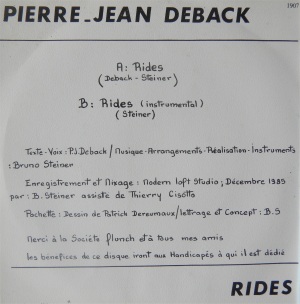 1907
PIERRE-JEAN DEBACK
A: Rides
(Deback - Steiner)
B: Rides (instrumental)
(Steiner)
Texte-Voix: P.J.Deback/Musique-Arrangements-Réalisation-Instruments
: Bruno Steiner
Enregistrement et Mixage: Modern loft Studio; Décembre 1985
par: B. Steiner assisté de Thierry Cisotto
Pochette: Dessin de Patrick Dereumaux/lettrage et Concept: B.S
Merci à la Société flunch et à tous mes amis
les bénéfices de ce disque iront aux Handicapés à qui il est dédié
RIDES